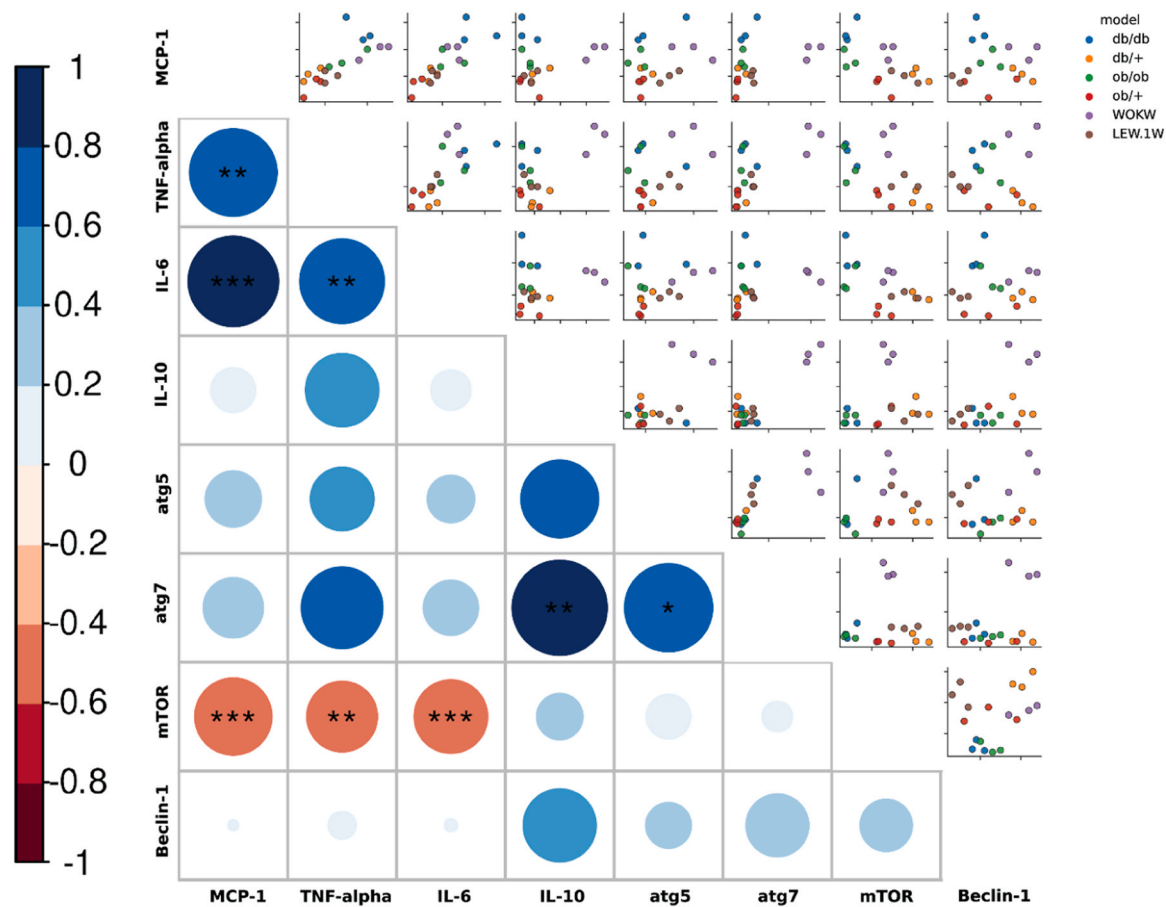 model
db/db
db/+
ob/ob
ob/+
WOKW
LEW.1W
1
0.8
0.6
0.4
0.2
0
-0.2
-0.4
-0.6
-0.8
-1
MCP-1
TNF-alpha
**
IL-6
*** **
IL-10
atg5
atg7
** *
mTOR
*** ** ***
Beclin-1
MCP-1 TNF-alpha IL-6 IL-10 atg5 atg7 mTOR Beclin-1